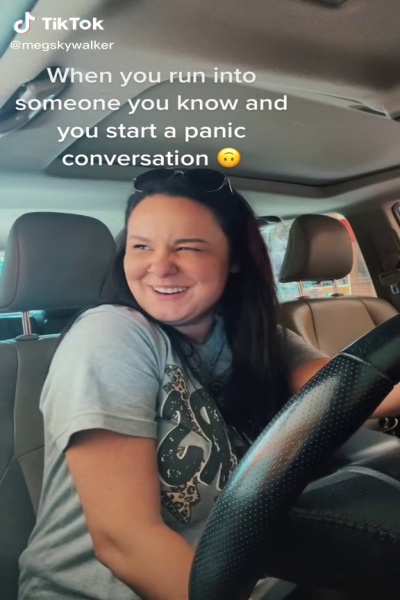 TikTok
@megskywalker
When you run into
someone you know and
you start a panic
conversation 🙃